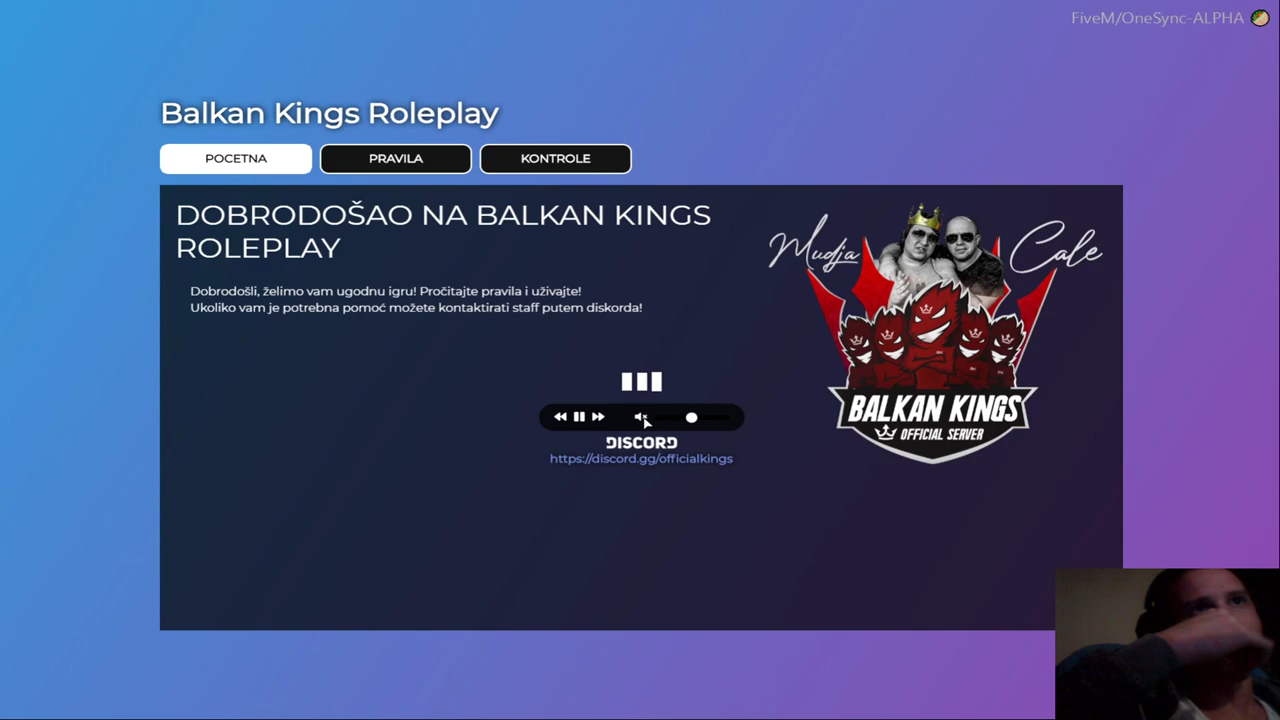 FiveM/OneSync-ALPHA
Balkan Kings Roleplay
POCETNA
PRAVILA
KONTROLE
DOBRODOŠAO NA BALKAN KINGS
ROLEPLAY
Dobrodošli, želimo vam ugodnu igru! Pročitajte pravila i uživajte!
Ukoliko vam je potrebna pomoć možete kontaktirati staff putem diskorda!
Mudja
Cale
BALKAN KINGS
OFFICIAL SERVER
DISCORD
https://discord.gg/officialkings